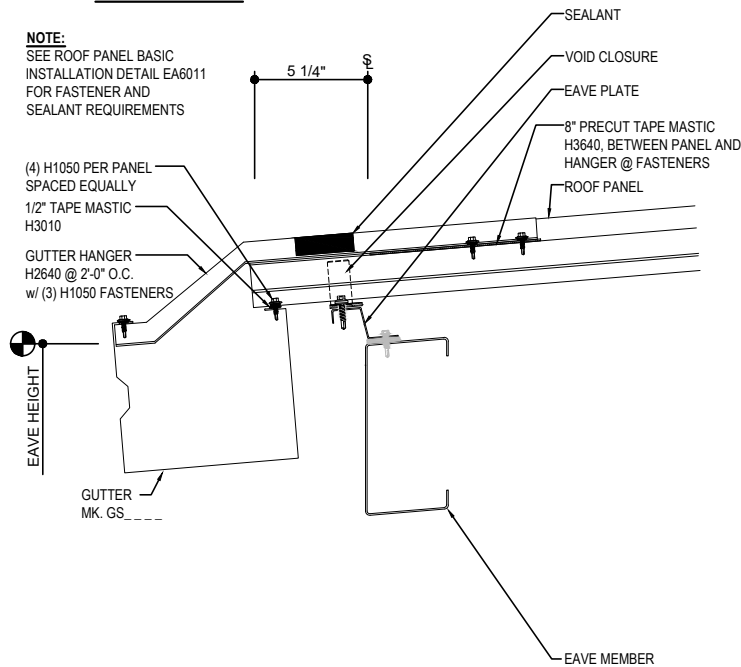 NOTE:
SEE ROOF PANEL BASIC
INSTALLATION DETAIL EA6011
FOR FASTENER AND
SEALANT REQUIREMENTS
5 1/4"
SL
SEALANT
VOID CLOSURE
EAVE PLATE
8" PRECUT TAPE MASTIC
H3640, BETWEEN PANEL AND
HANGER @ FASTENERS
ROOF PANEL
(4) H1050 PER PANEL
SPACED EQUALLY
1/2" TAPE MASTIC
H3010
GUTTER HANGER
H2640 @ 2'-0" O.C.
w/ (3) H1050 FASTENERS
EAVE HEIGHT
GUTTER
MK. GS_ _ _ _
EAVE MEMBER